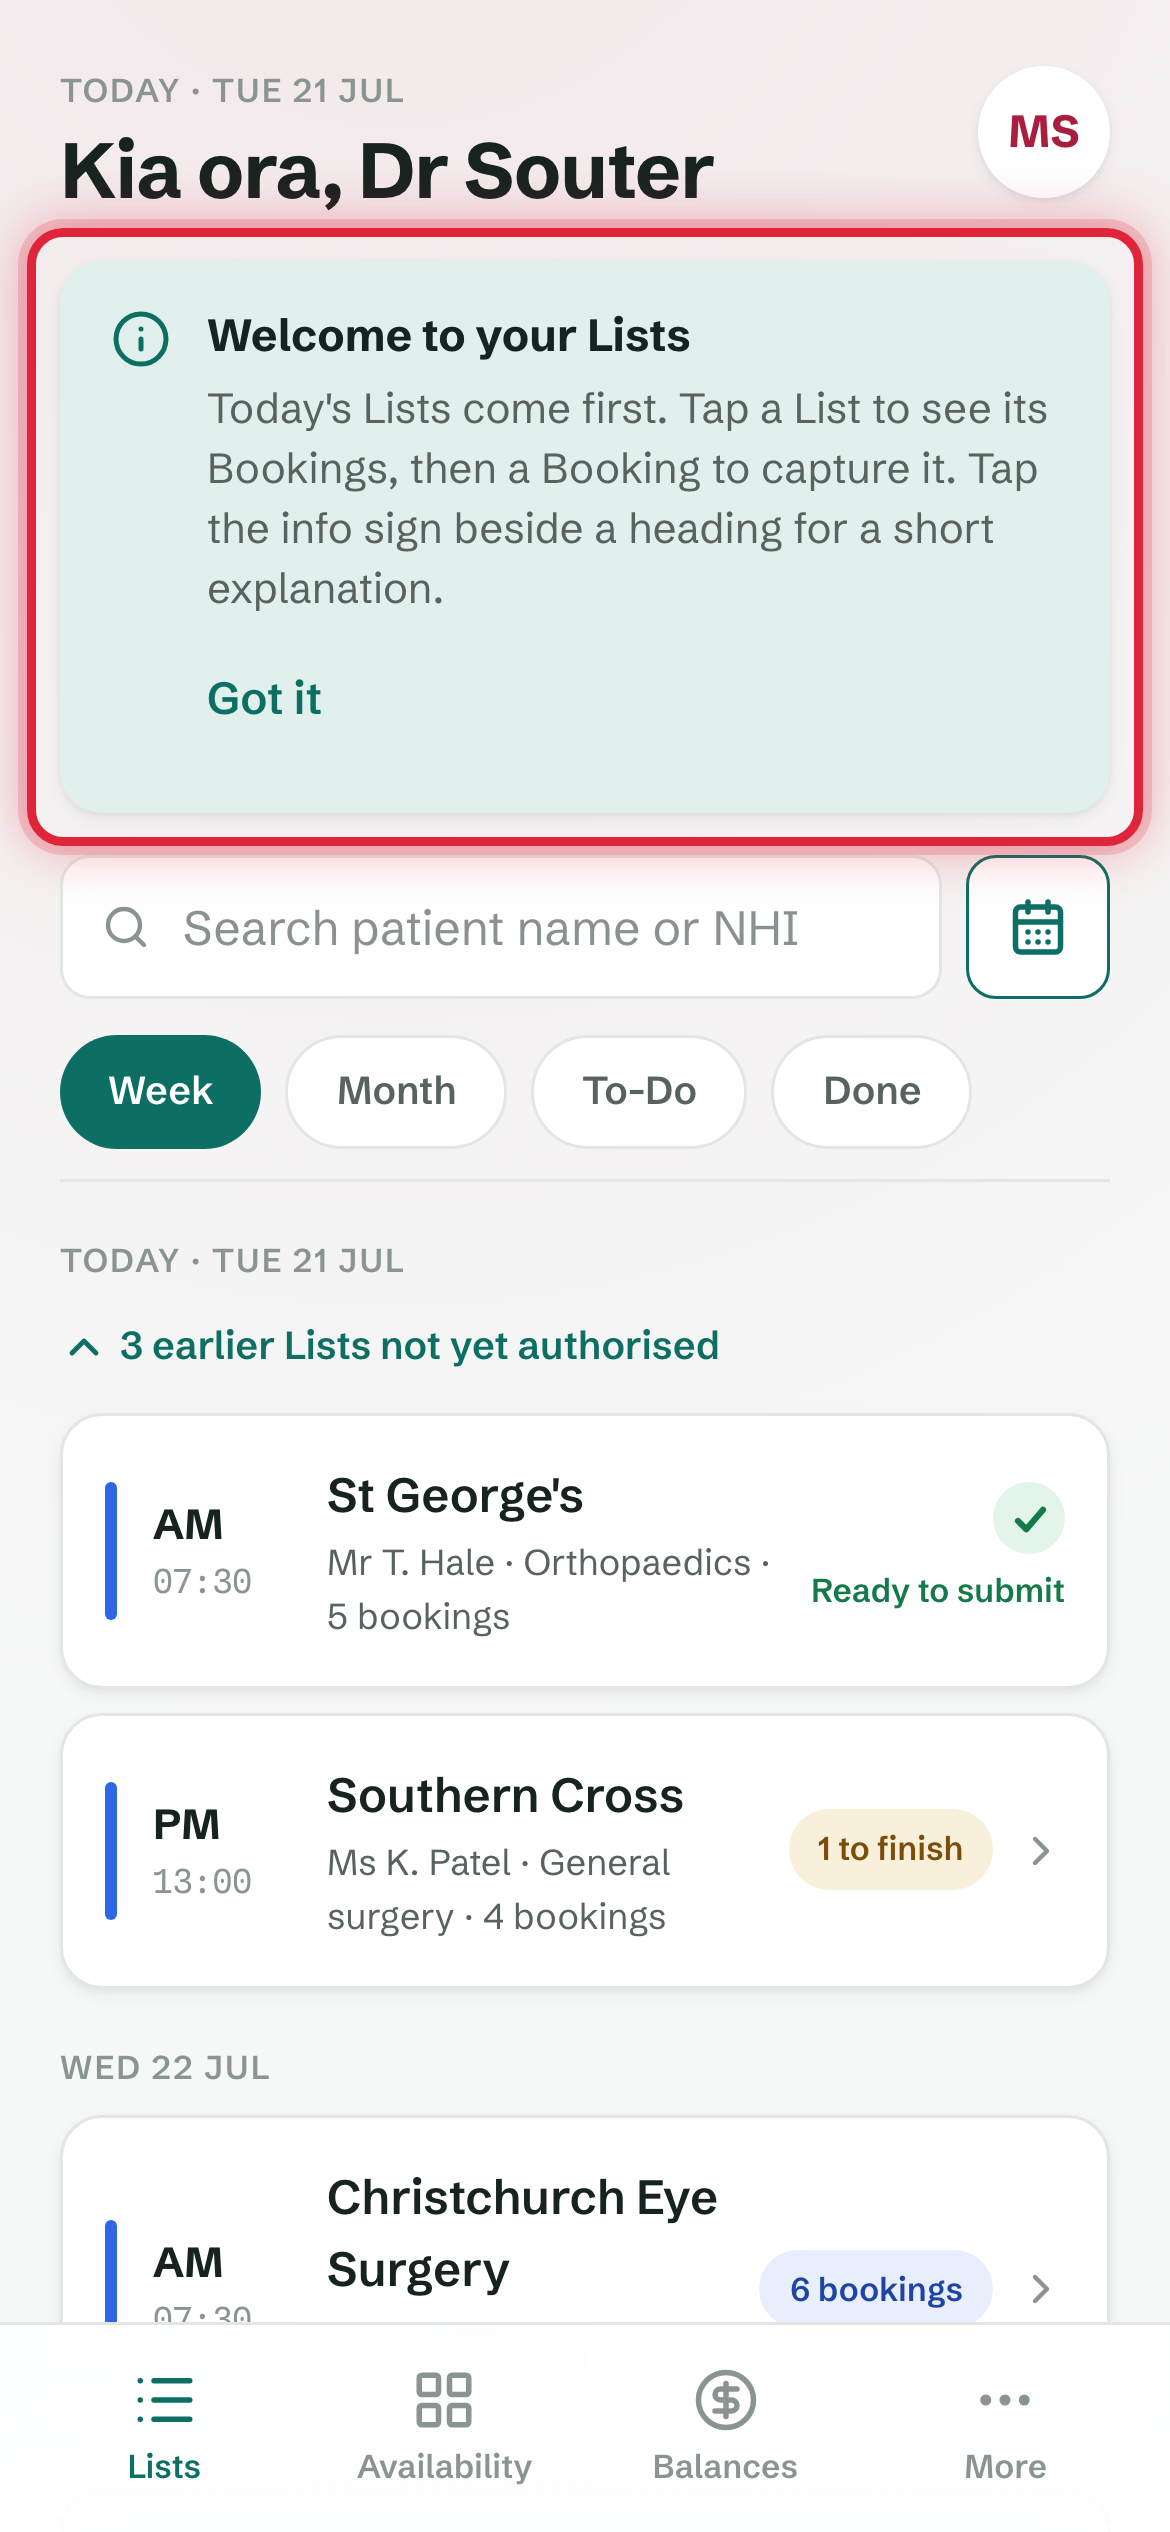 TODAY · TUE 21 JUL
MS
Kia ora, Dr Souter
Welcome to your Lists
Today's Lists come first. Tap a List to see its
Bookings, then a Booking to capture it. Tap
the info sign beside a heading for a short
explanation.
Got it
Search patient name or NHI
Week
Month
To-Do
Done
TODAY · TUE 21 JUL
3 earlier Lists not yet authorised
AM
07:30
St George's
Mr T. Hale · Orthopaedics ·
5 bookings
Ready to submit
PM
13:00
Southern Cross
Ms K. Patel · General
surgery · 4 bookings
1 to finish
WED 22 JUL
AM
07:30
Christchurch Eye
Surgery
6 bookings
Lists
Availability
Balances
More